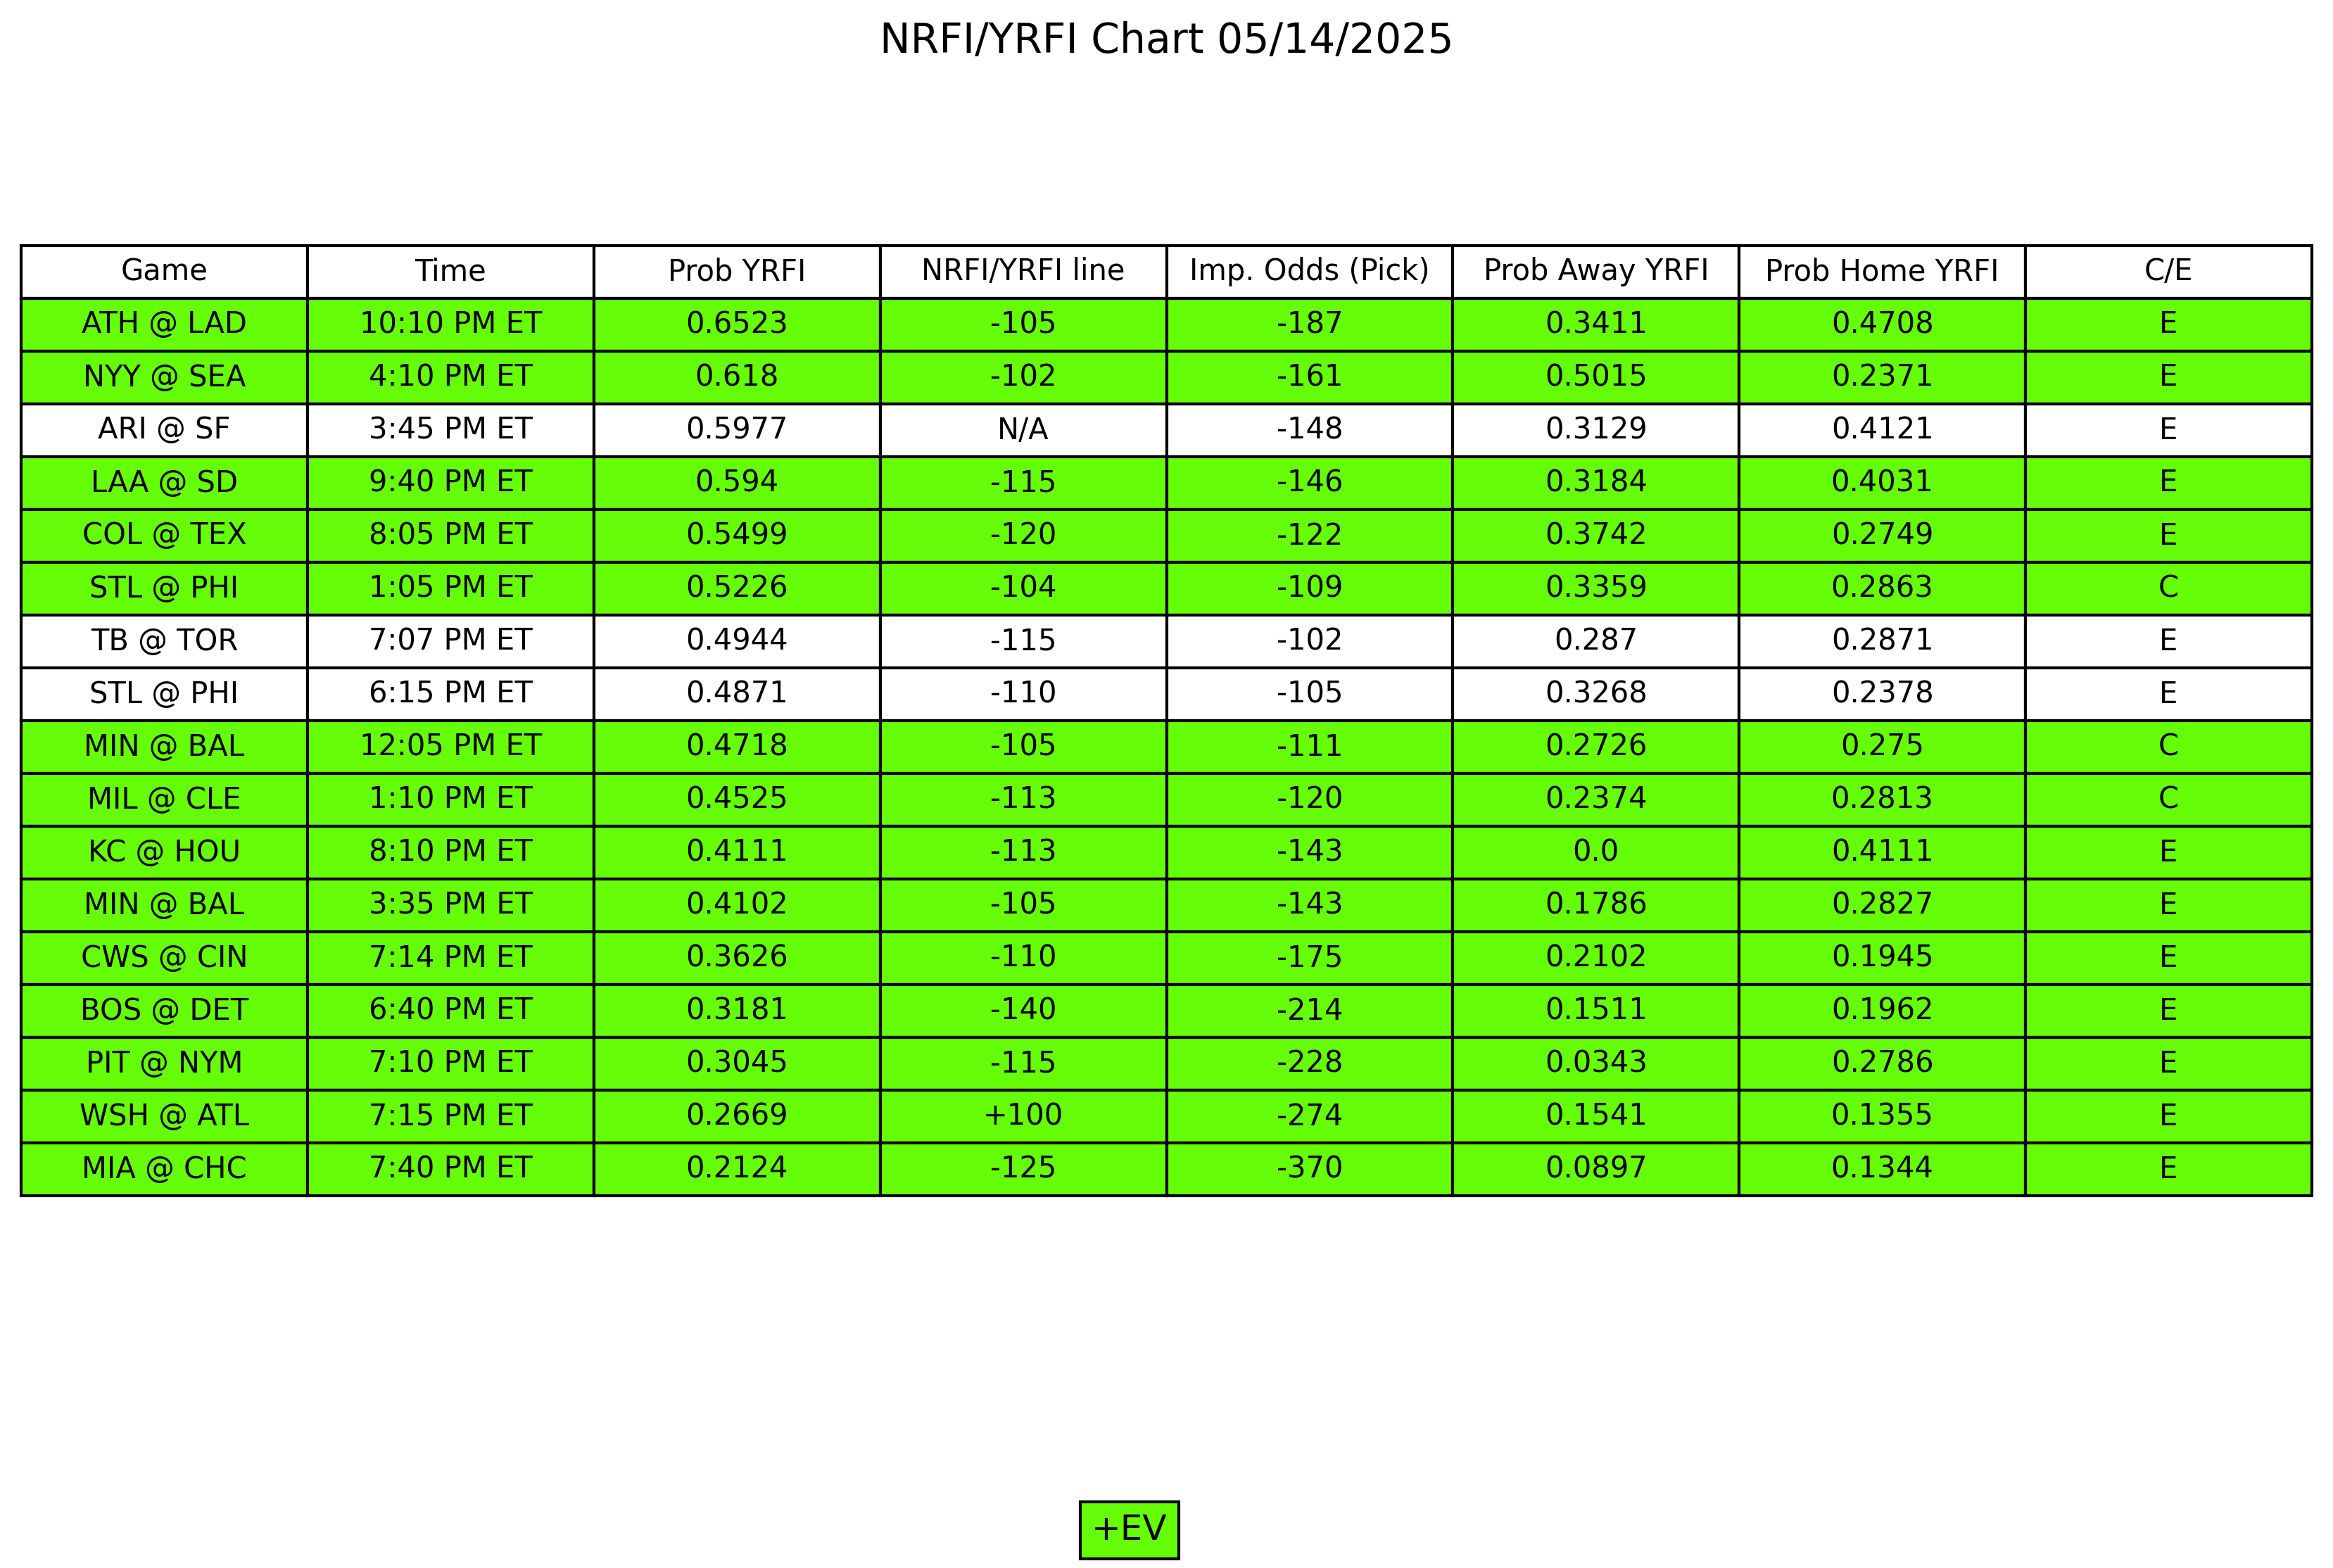 NRFI/YRFI Chart 05/14/2025
Game Time Prob YRFI NRFI/YRFI line Imp. Odds (Pick) Prob Away YRFI Prob Home YRFI C/E
ATH @ LAD 10:10 PM ET 0.6523 -105 -187 0.3411 0.4708 E
NYY @ SEA 4:10 PM ET 0.618 -102 -161 0.5015 0.2371 E
ARI @ SF 3:45 PM ET 0.5977 N/A -148 0.3129 0.4121 E
LAA @ SD 9:40 PM ET 0.594 -115 -146 0.3184 0.4031 E
COL @ TEX 8:05 PM ET 0.5499 -120 -122 0.3742 0.2749 E
STL @ PHI 1:05 PM ET 0.5226 -104 -109 0.3359 0.2863 C
TB @ TOR 7:07 PM ET 0.4944 -115 -102 0.287 0.2871 E
STL @ PHI 6:15 PM ET 0.4871 -110 -105 0.3268 0.2378 E
MIN @ BAL 12:05 PM ET 0.4718 -105 -111 0.2726 0.275 C
MIL @ CLE 1:10 PM ET 0.4525 -113 -120 0.2374 0.2813 C
KC @ HOU 8:10 PM ET 0.4111 -113 -143 0.0 0.4111 E
MIN @ BAL 3:35 PM ET 0.4102 -105 -143 0.1786 0.2827 E
CWS @ CIN 7:14 PM ET 0.3626 -110 -175 0.2102 0.1945 E
BOS @ DET 6:40 PM ET 0.3181 -140 -214 0.1511 0.1962 E
PIT @ NYM 7:10 PM ET 0.3045 -115 -228 0.0343 0.2786 E
WSH @ ATL 7:15 PM ET 0.2669 +100 -274 0.1541 0.1355 E
MIA @ CHC 7:40 PM ET 0.2124 -125 -370 0.0897 0.1344 E
+EV